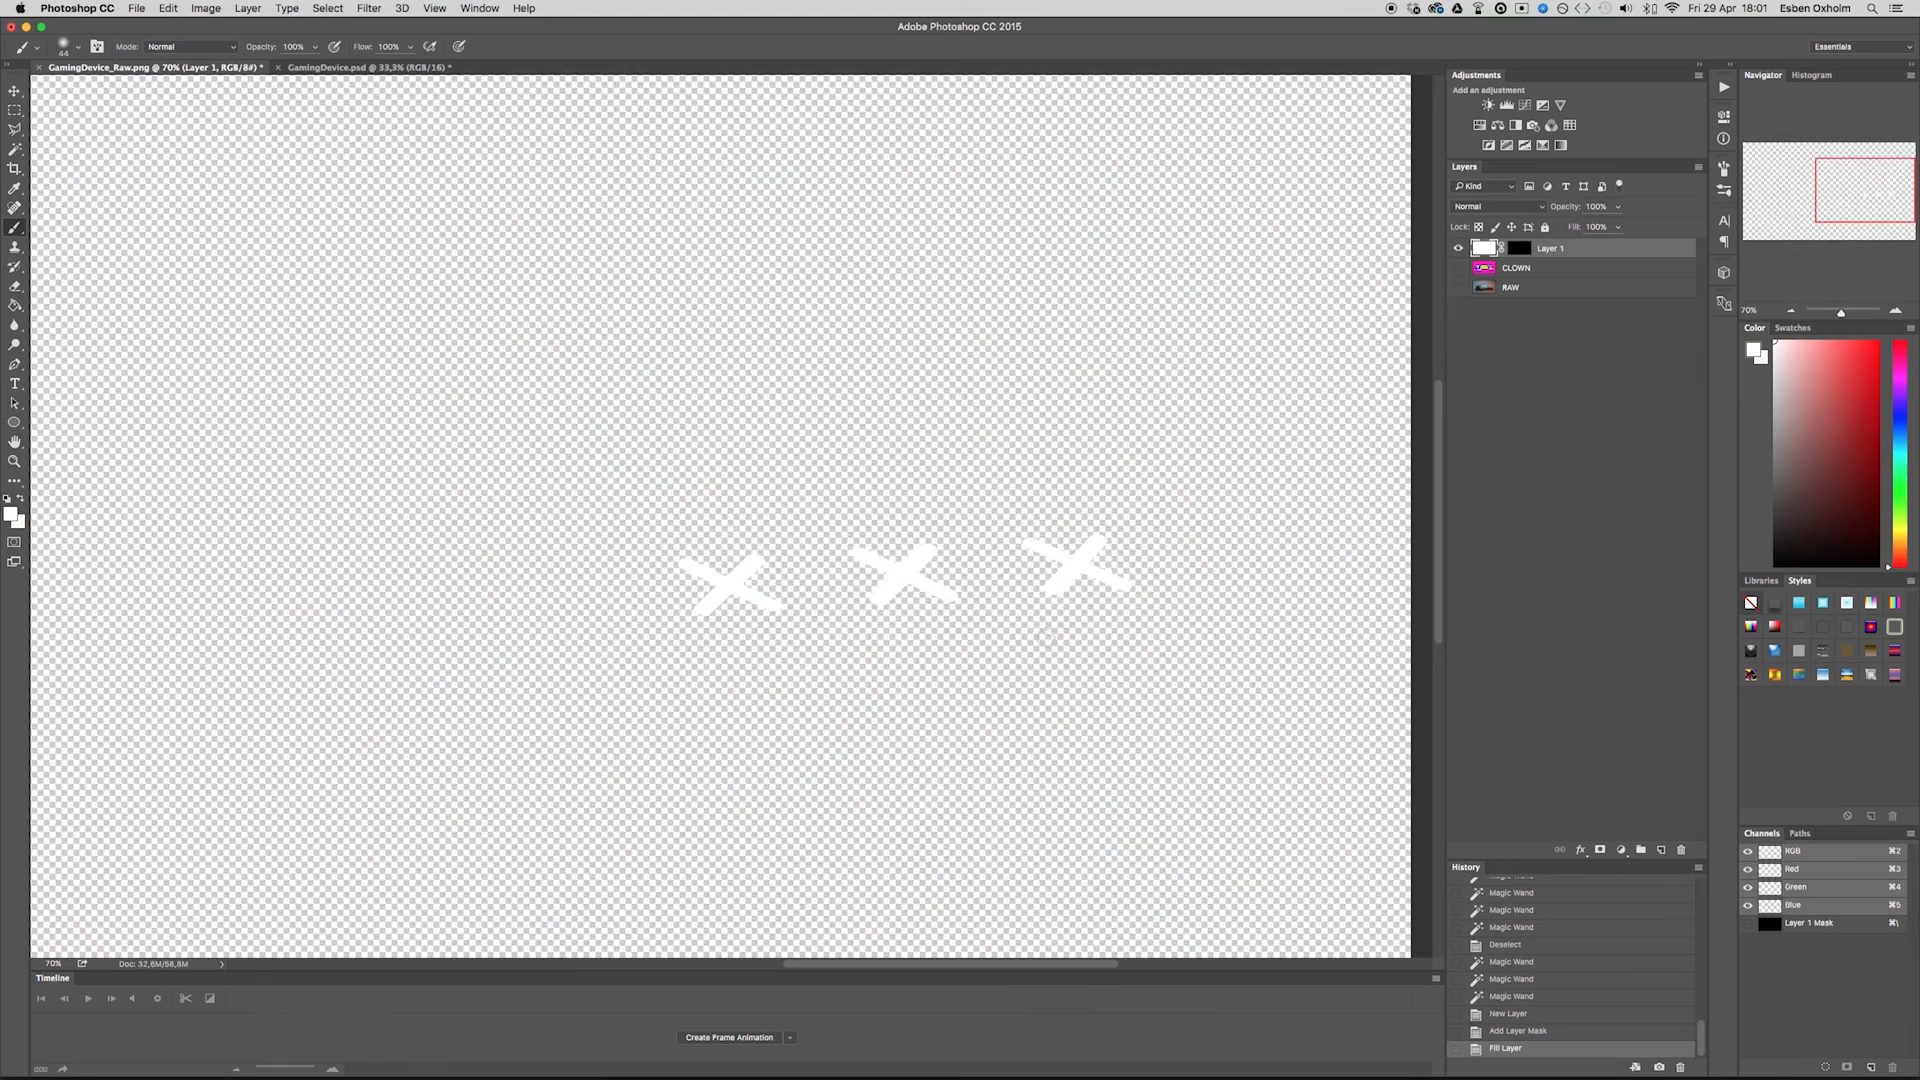 Photoshop CC File Edit Image Layer Type Select Filter 3D View Window Help Fri 29 Apr 18:01 Esben Oxholm
Adobe Photoshop CC 2015
44 Mode: Normal Opacity: 100% Flow: 100% Essentials
GamingDevice_Raw.png @ 70% (Layer 1, RGB/8#) * GamingDevice.psd @ 33,3% (RGB/16) *
Adjustments
Add an adjustment
Layers
Kind
Normal Opacity: 100%
Lock: Fill: 100%
Layer 1
CLOWN
RAW
Navigator Histogram
70%
Color Swatches
Libraries Styles
Channels Paths
RGB ⌘2
Red ⌘3
Green ⌘4
Blue ⌘5
Layer 1 Mask ⌘\
History
Magic Wand
Magic Wand
Magic Wand
Magic Wand
Deselect
Magic Wand
Magic Wand
Magic Wand
New Layer
Add Layer Mask
Fill Layer
70% Doc: 32,6M/58,8M
Timeline
Create Frame Animation